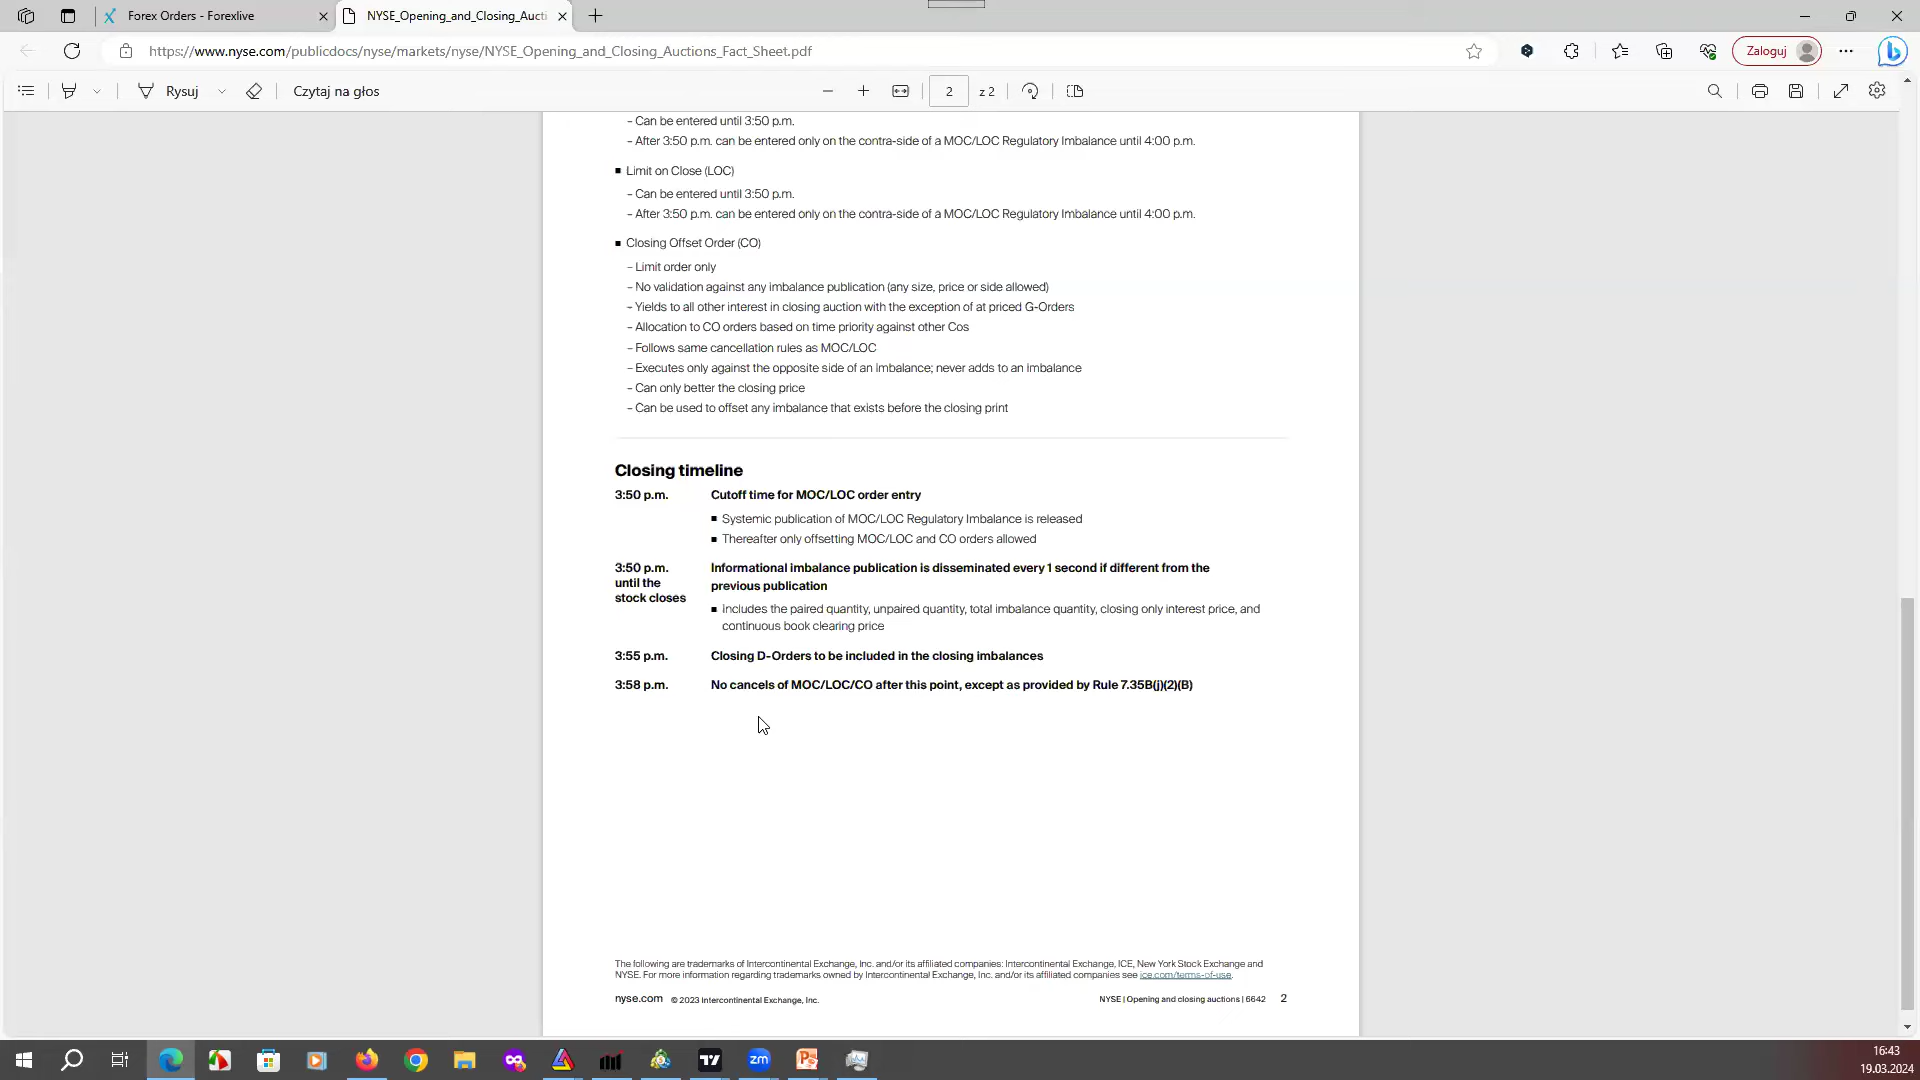 Forex Orders - Forexlive
NYSE_Opening_and_Closing_Aucti
https://www.nyse.com/publicdocs/nyse/markets/nyse/NYSE_Opening_and_Closing_Auctions_Fact_Sheet.pdf
Zaloguj
Rysuj
Czytaj na głos
2
z 2
– Can be entered until 3:50 p.m.
– After 3:50 p.m. can be entered only on the contra-side of a MOC/LOC Regulatory Imbalance until 4:00 p.m.
■ Limit on Close (LOC)
– Can be entered until 3:50 p.m.
– After 3:50 p.m. can be entered only on the contra-side of a MOC/LOC Regulatory Imbalance until 4:00 p.m.
■ Closing Offset Order (CO)
– Limit order only
– No validation against any imbalance publication (any size, price or side allowed)
– Yields to all other interest in closing auction with the exception of at priced G-Orders
– Allocation to CO orders based on time priority against other Cos
– Follows same cancellation rules as MOC/LOC
– Executes only against the opposite side of an imbalance; never adds to an imbalance
– Can only better the closing price
– Can be used to offset any imbalance that exists before the closing print
Closing timeline
3:50 p.m. Cutoff time for MOC/LOC order entry
■ Systemic publication of MOC/LOC Regulatory Imbalance is released
■ Thereafter only offsetting MOC/LOC and CO orders allowed
3:50 p.m.
until the
stock closes
Informational imbalance publication is disseminated every 1 second if different from the
previous publication
■ Includes the paired quantity, unpaired quantity, total imbalance quantity, closing only interest price, and
continuous book clearing price
3:55 p.m. Closing D-Orders to be included in the closing imbalances
3:58 p.m. No cancels of MOC/LOC/CO after this point, except as provided by Rule 7.35B(j)(2)(B)
The following are trademarks of Intercontinental Exchange, Inc. and/or its affiliated companies: Intercontinental Exchange, ICE, New York Stock Exchange and
NYSE. For more information regarding trademarks owned by Intercontinental Exchange, Inc. and/or its affiliated companies see ice.com/terms-of-use.
nyse.com © 2023 Intercontinental Exchange, Inc.
NYSE | Opening and closing auctions | 6642 2
zm
16:43
19.03.2024